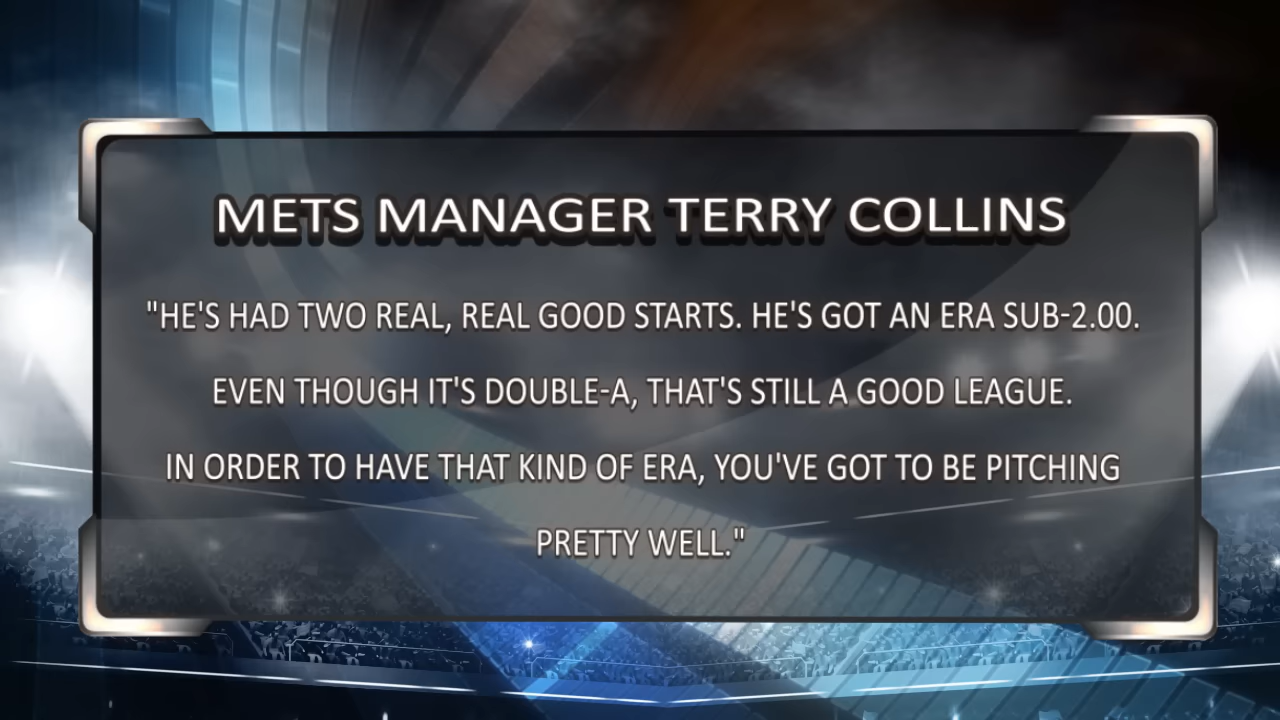 METS MANAGER TERRY COLLINS
"HE'S HAD TWO REAL, REAL GOOD STARTS. HE'S GOT AN ERA SUB-2.00.
EVEN THOUGH IT'S DOUBLE-A, THAT'S STILL A GOOD LEAGUE.
IN ORDER TO HAVE THAT KIND OF ERA, YOU'VE GOT TO BE PITCHING
PRETTY WELL."